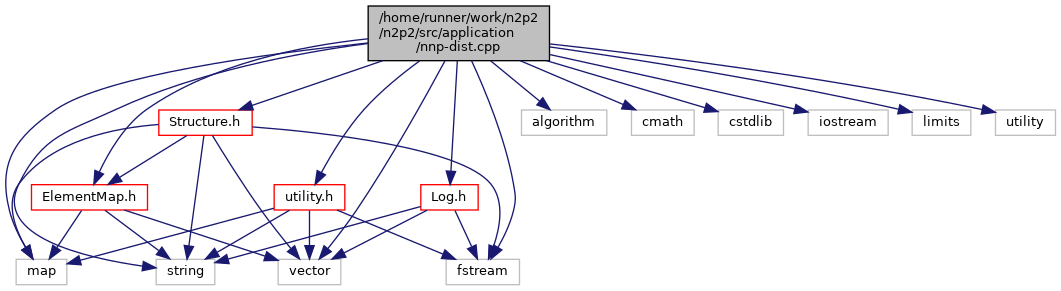 /home/runner/work/n2p2
/n2p2/src/application
/nnp-dist.cpp
Structure.h
algorithm
cmath
cstdlib
iostream
limits
utility
ElementMap.h
utility.h
Log.h
map
string
vector
fstream